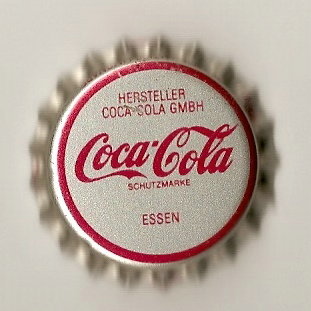 HERSTELLER
COCA-COLA GMBH
Coca-Cola
SCHUTZMARKE
ESSEN